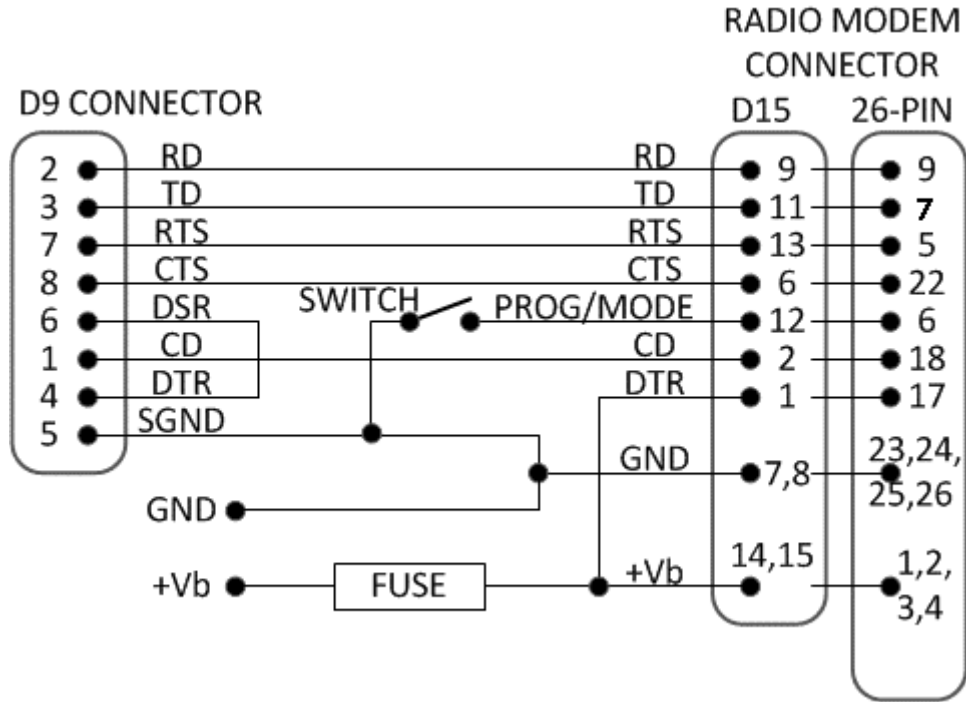 RADIO MODEM
CONNECTOR
D9 CONNECTOR
D15 26-PIN
2 RD RD 9 9
3 TD TD 11 7
7 RTS RTS 13 5
8 CTS CTS 6 22
6 DSR SWITCH PROG/MODE 12 6
1 CD CD 2 18
4 DTR DTR 1 17
5 SGND
GND 7,8 23,24,
25,26
GND
+Vb FUSE +Vb 14,15 1,2,
3,4